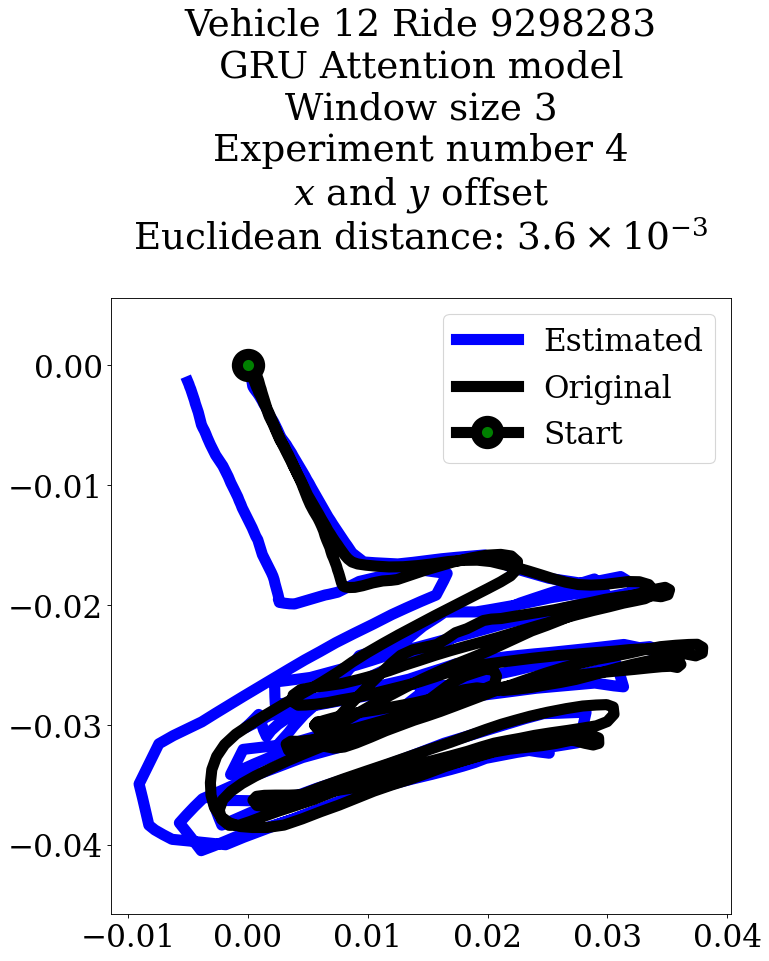 Vehicle 12 Ride 9298283
GRU Attention model
Window size 3
Experiment number 4
x and y offset
Euclidean distance: 3.6 × 10⁻³
Estimated
Original
Start
0.00
−0.01
−0.02
−0.03
−0.04
−0.01 0.00 0.01 0.02 0.03 0.04